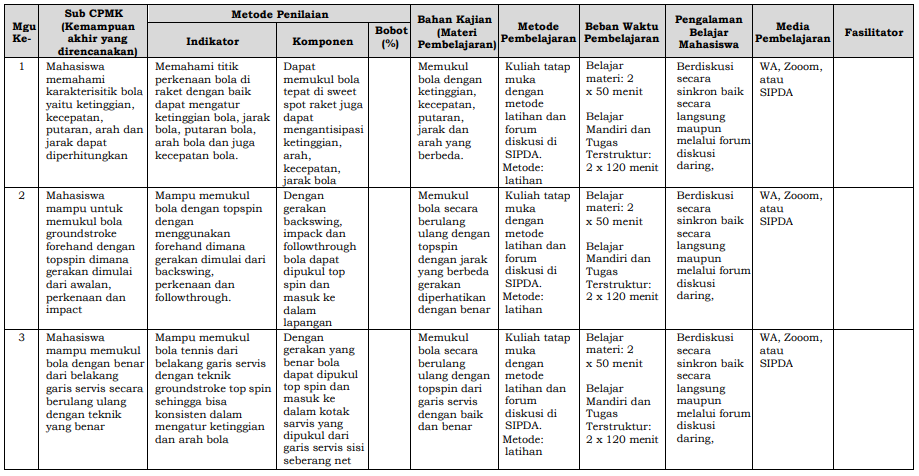 Mgu
Ke-
Sub CPMK
(Kemampuan
akhir yang
direncanakan)
Metode Penilaian
Indikator
Komponen
Bobot
(%)
Bahan Kajian
(Materi
Pembelajaran)
Metode
Pembelajaran
Beban Waktu
Pembelajaran
Pengalaman
Belajar
Mahasiswa
Media
Pembelajaran
Fasilitator
1
Mahasiswa
memahami
karakterisitik bola
yaitu ketinggian,
kecepatan,
putaran, arah dan
jarak dapat
diperhitungkan
Memahami titik
perkenaan bola di
raket dengan baik
dapat mengatur
ketinggian bola, jarak
bola, putaran bola,
arah bola dan juga
kecepatan bola.
Dapat
memukul bola
tepat di sweet
spot raket juga
dapat
mengantisipasi
ketinggian,
arah,
kecepatan,
jarak bola
Memukul
bola dengan
ketinggian,
kecepatan,
putaran,
jarak dan
arah yang
berbeda.
Kuliah tatap
muka
dengan
metode
latihan dan
forum
diskusi di
SIPDA.
Metode:
latihan
Belajar
materi: 2
x 50 menit
Belajar
Mandiri dan
Tugas
Terstruktur:
2 x 120 menit
Berdiskusi
secara
sinkron baik
secara
langsung
maupun
melalui forum
diskusi
daring,
WA, Zooom,
atau
SIPDA
2
Mahasiswa
mampu untuk
memukul bola
groundstroke
forehand dengan
topspin dimana
gerakan dimulai
dari awalan,
perkenaan dan
impact
Mampu memukul
bola dengan topspin
dengan
menggunakan
forehand dimana
gerakan dimulai dari
backswing,
perkenaan dan
followthrough.
Dengan
gerakan
backswing,
impact dan
followthrough
bola dapat
dipukul top
spin dan
masuk ke
dalam
lapangan
Memukul
bola secara
berulang
ulang dengan
topspin
dengan jarak
yang berbeda
gerakan
diperhatikan
dengan benar
Kuliah tatap
muka
dengan
metode
latihan dan
forum
diskusi di
SIPDA.
Metode:
latihan
Belajar
materi: 2
x 50 menit
Belajar
Mandiri dan
Tugas
Terstruktur:
2 x 120 menit
Berdiskusi
secara
sinkron baik
secara
langsung
maupun
melalui forum
diskusi
daring,
WA, Zooom,
atau
SIPDA
3
Mahasiswa
mampu memukul
bola dengan benar
dari belakang
garis servis secara
berulang ulang
dengan teknik
yang benar
Mampu memukul
bola tennis dari
belakang garis servis
dengan teknik
groundstroke top spin
sehingga bisa
konsisten dalam
mengatur ketinggian
dan arah bola
Dengan
gerakan yang
benar bola
dapat dipukul
top spin dan
masuk ke
dalam kotak
sarvis yang
dipukul dari
garis servis sisi
seberang net
Memukul
bola secara
berulang
ulang dengan
topspin dari
garis servis
dengan baik
dan benar
Kuliah tatap
muka
dengan
metode
latihan dan
forum
diskusi di
SIPDA.
Metode:
latihan
Belajar
materi: 2
x 50 menit
Belajar
Mandiri dan
Tugas
Terstruktur:
2 x 120 menit
Berdiskusi
secara
sinkron baik
secara
langsung
maupun
melalui forum
diskusi
daring,
WA, Zooom,
atau
SIPDA